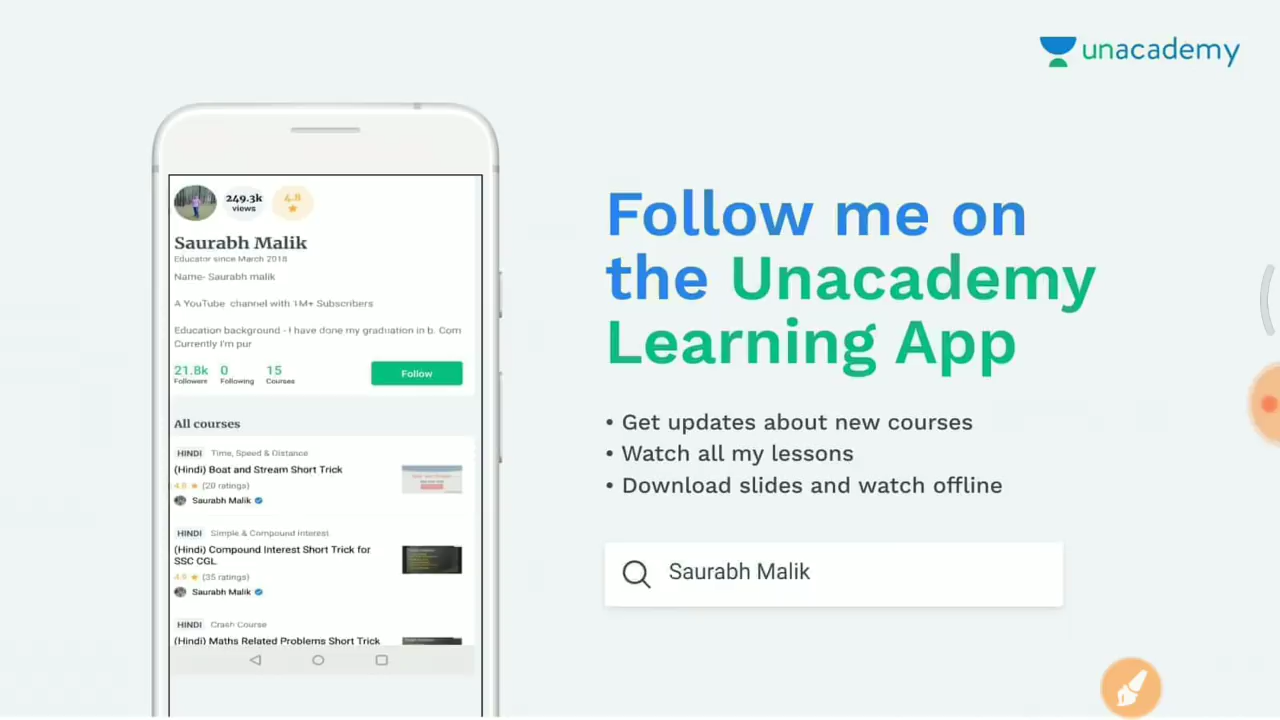 unacademy
249.3k
views
4.8
Saurabh Malik
Educator since March 2018
Name- Saurabh malik
A YouTube channel with 1M+ Subscribers
Education background - I have done my graduation in b. Com
Currently I'm pur
21.8k 0 15
Followers Following Courses
Follow
All courses
HINDI Time, Speed & Distance
(Hindi) Boat and Stream Short Trick
4.8 ★ (20 ratings)
Saurabh Malik
HINDI Simple & Compound Interest
(Hindi) Compound Interest Short Trick for
SSC CGL
4.9 ★ (35 ratings)
Saurabh Malik
HINDI Crash Course
(Hindi) Maths Related Problems Short Trick
Follow me on
the Unacademy
Learning App
• Get updates about new courses
• Watch all my lessons
• Download slides and watch offline
Saurabh Malik